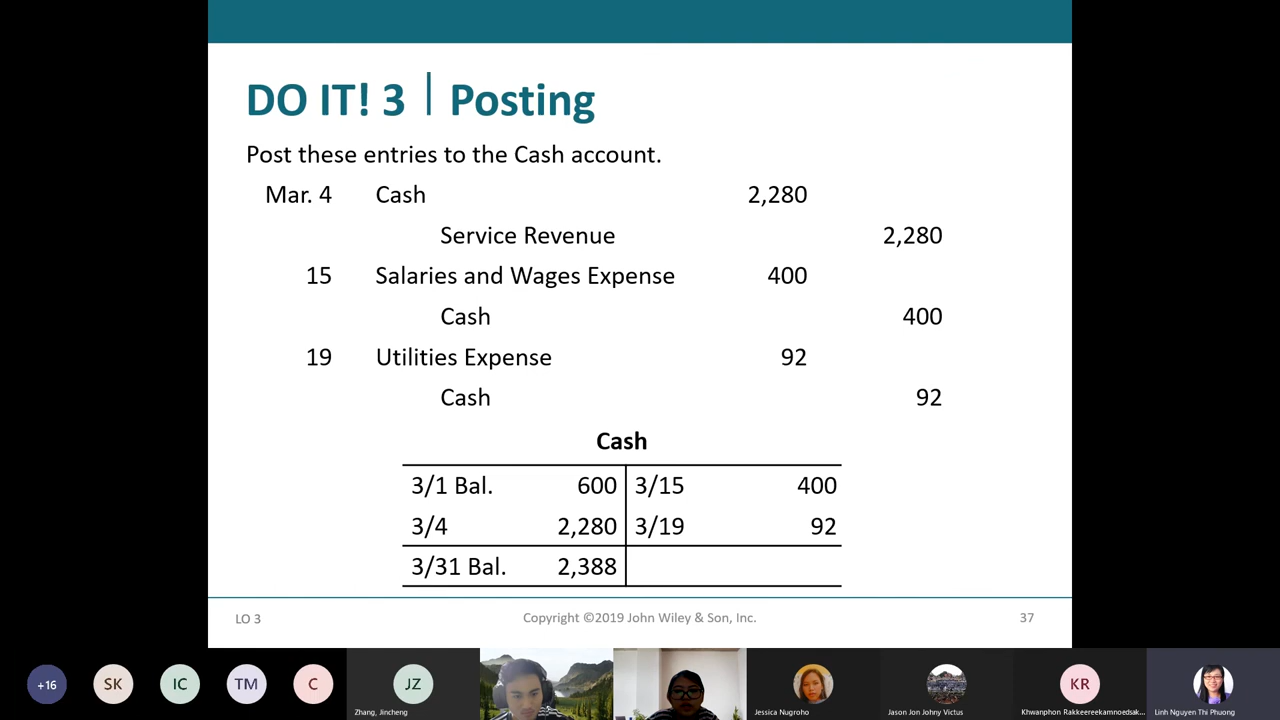 DO IT! 3 | Posting
Post these entries to the Cash account.
Mar. 4 Cash 2,280
Service Revenue 2,280
15 Salaries and Wages Expense 400
Cash 400
19 Utilities Expense 92
Cash 92
Cash
3/1 Bal. 600 3/15 400
3/4 2,280 3/19 92
3/31 Bal. 2,388
LO 3 Copyright ©2019 John Wiley & Son, Inc. 37
+16 SK IC TM C JZ KR
Zhang, Jincheng Jessica Nugroho Jason Jon Johny Victus Khwanphon Rakkeereekamnoedsak... Linh Nguyen Thi Phuong